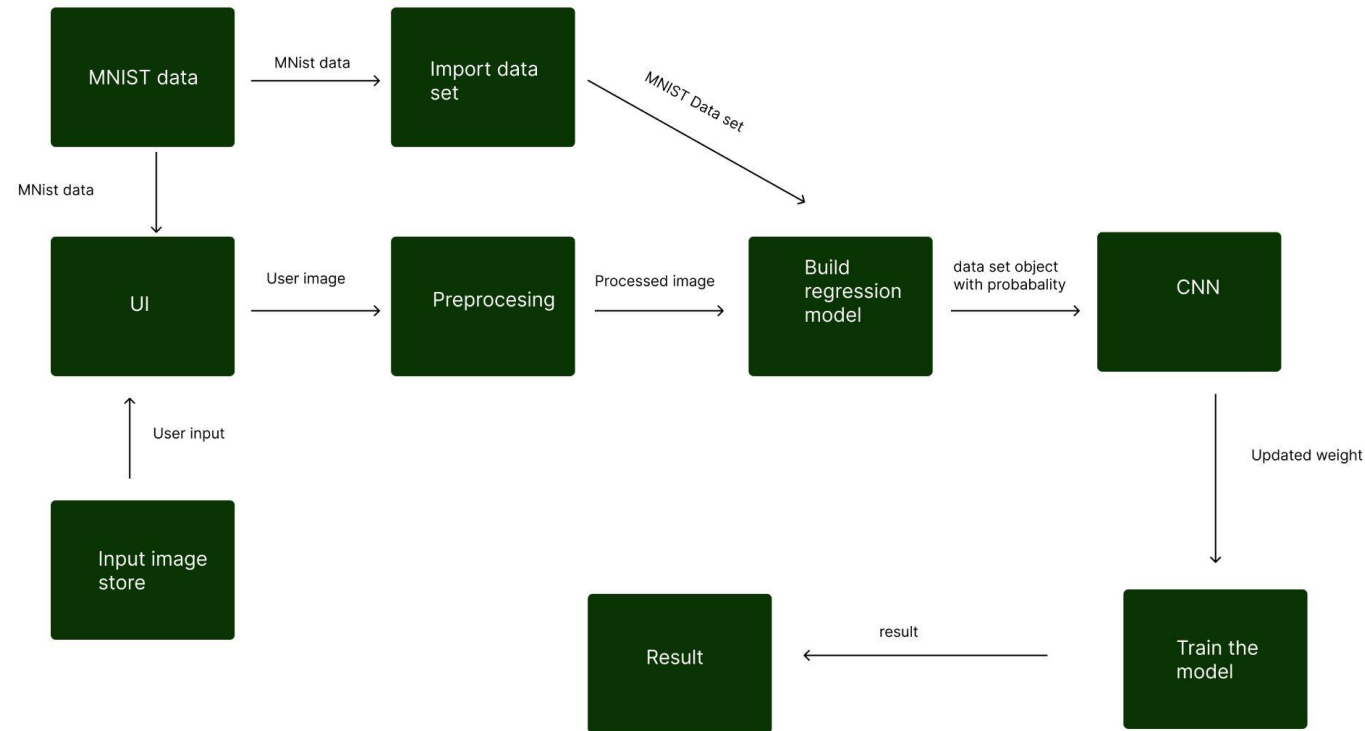 MNIST data
MNist data
Import data
set
MNIST Data set
MNist data
UI
User image
Preprocesing
Processed image
Build
regression
model
data set object
with probabality
CNN
User input
Updated weight
Input image
store
Result
result
Train the
model